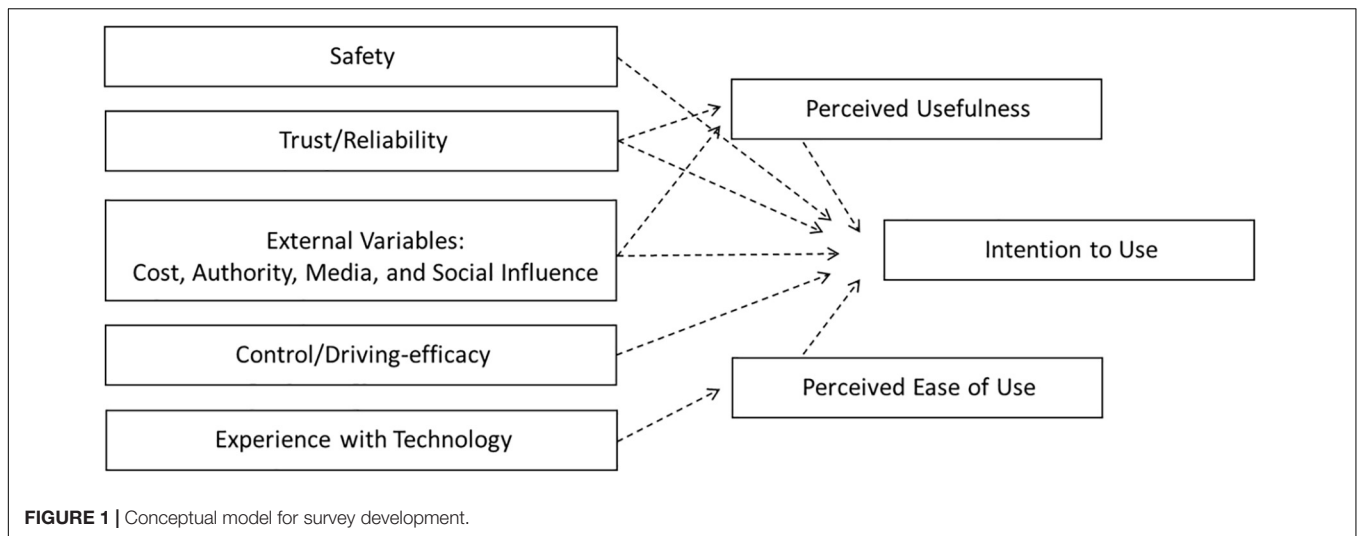 Safety
Trust/Reliability
External Variables:
Cost, Authority, Media, and Social Influence
Control/Driving-efficacy
Experience with Technology
Perceived Usefulness
Intention to Use
Perceived Ease of Use
FIGURE 1 | Conceptual model for survey development.